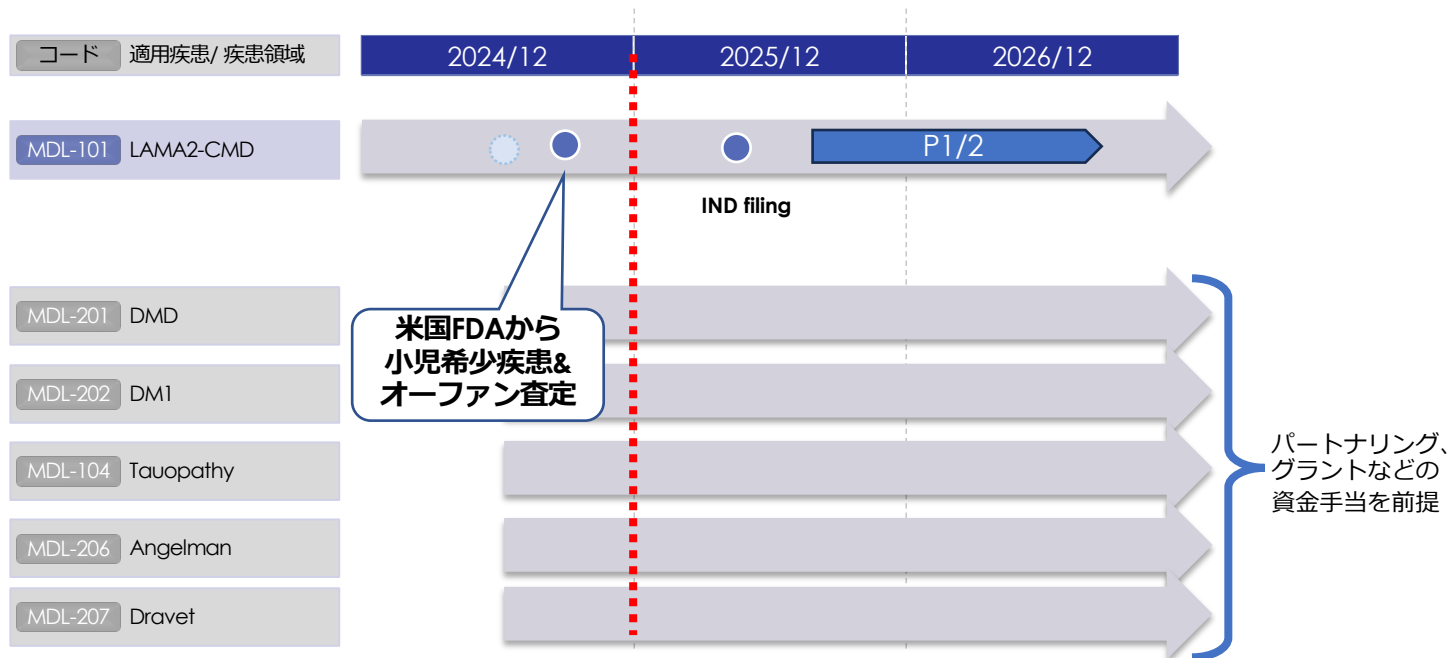 コード 適用疾患/ 疾患領域 2024/12 2025/12 2026/12
MDL-101 LAMA2-CMD
P1/2
IND filing
米国FDAから
小児希少疾患&
オーファン査定
MDL-201 DMD
MDL-202 DM1
MDL-104 Tauopathy
MDL-206 Angelman
MDL-207 Dravet
パートナリング、
グラントなどの
資金手当を前提